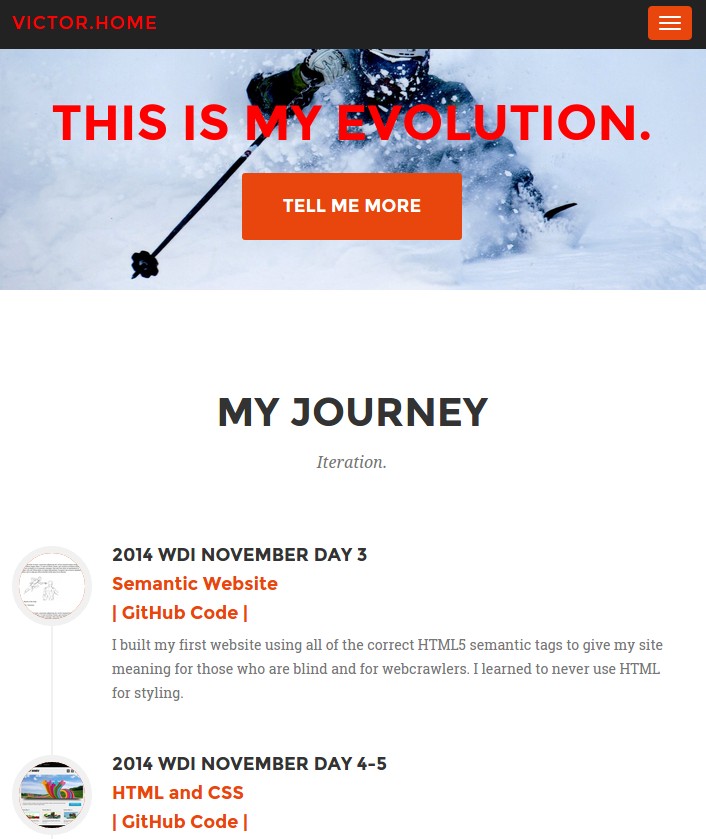 VICTOR.HOME
THIS IS MY EVOLUTION.
TELL ME MORE
MY JOURNEY
Iteration.
2014 WDI NOVEMBER DAY 3
Semantic Website
| GitHub Code |
I built my first website using all of the correct HTML5 semantic tags to give my site
meaning for those who are blind and for webcrawlers. I learned to never use HTML
for styling.
2014 WDI NOVEMBER DAY 4-5
HTML and CSS
| GitHub Code |